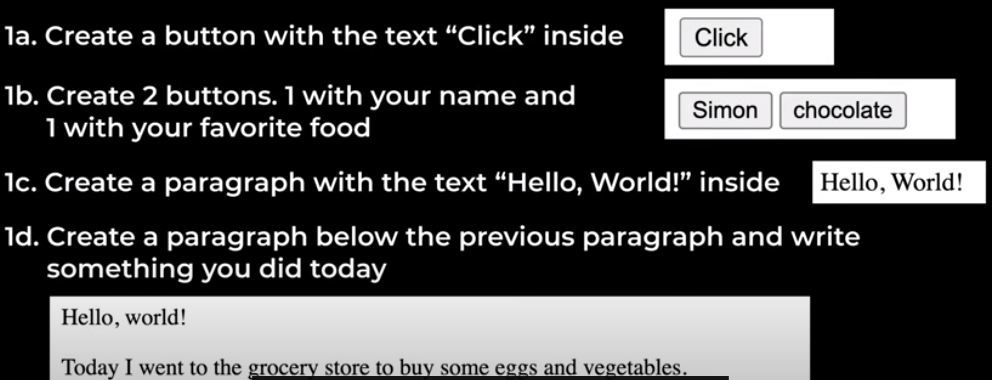 1a. Create a button with the text “Click” inside
Click
1b. Create 2 buttons. 1 with your name and
1 with your favorite food
Simon chocolate
1c. Create a paragraph with the text “Hello, World!” inside
Hello, World!
1d. Create a paragraph below the previous paragraph and write
something you did today
Hello, world!
Today I went to the grocery store to buy some eggs and vegetables.